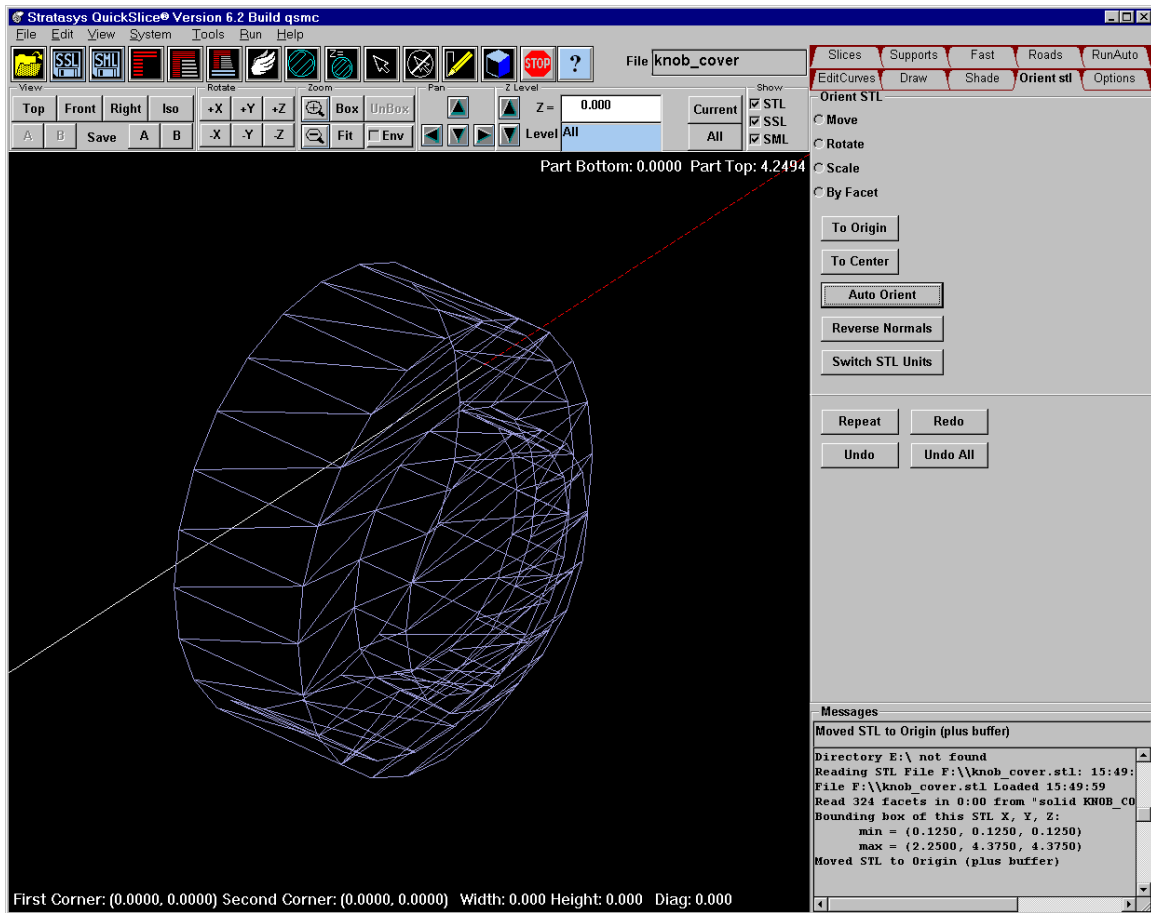 Stratasys QuickSlice® Version 6.2 Build qsmc
File Edit View System Tools Run Help
SSL SML Z= STOP ? File knob_cover
Slices Supports Fast Roads RunAuto
EditCurves Draw Shade Orient stl Options
View Rotate Zoom Pan Z Level Show
Top Front Right Iso +X +Y +Z Box UnBox Z = 0.000 Current STL
SSL
A B Save A B -X -Y -Z Fit Env Level All All SML
Part Bottom: 0.0000 Part Top: 4.2494
First Corner: (0.0000, 0.0000) Second Corner: (0.0000, 0.0000) Width: 0.000 Height: 0.000 Diag: 0.000
Orient STL
Move
Rotate
Scale
By Facet
To Origin
To Center
Auto Orient
Reverse Normals
Switch STL Units
Repeat Redo
Undo Undo All
Messages
Moved STL to Origin (plus buffer)
Directory E:\ not found
Reading STL File F:\\knob_cover.stl: 15:49:
File F:\\knob_cover.stl Loaded 15:49:59
Read 324 facets in 0:00 from "solid KNOB_CO
Bounding box of this STL X, Y, Z:
min = (0.1250, 0.1250, 0.1250)
max = (2.2500, 4.3750, 4.3750)
Moved STL to Origin (plus buffer)